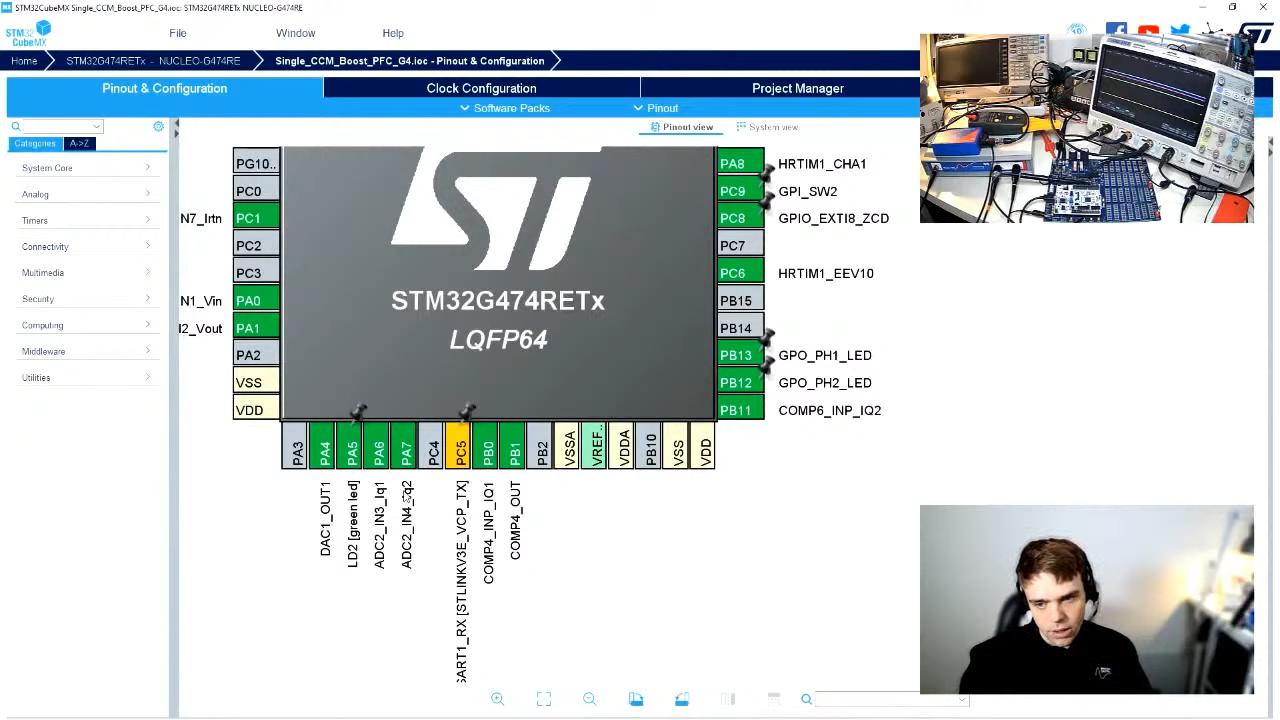 STM32CubeMX Single_CCM_Boost_PFC_G4.ioc: STM32G474RETx NUCLEO-G474RE
STM32
CubeMX
File
Window
Help
Home
STM32G474RETx - NUCLEO-G474RE
Single_CCM_Boost_PFC_G4.ioc - Pinout & Configuration
Pinout & Configuration
Clock Configuration
Project Manager
Software Packs
Pinout
Pinout view
System view
Categories
A->Z
System Core
Analog
Timers
Connectivity
Multimedia
Security
Computing
Middleware
Utilities
PG10..
PC0
N7_Irtn
PC1
PC2
PC3
N1_Vin
PA0
I2_Vout
PA1
PA2
VSS
VDD
ST
STM32G474RETx
LQFP64
PA8
HRTIM1_CHA1
PC9
GPI_SW2
PC8
GPIO_EXTI8_ZCD
PC7
PC6
HRTIM1_EEV10
PB15
PB14
PB13
GPO_PH1_LED
PB12
GPO_PH2_LED
PB11
COMP6_INP_IQ2
PA3
PA4
PA5
PA6
PA7
PC4
PC5
PB0
PB1
PB2
VSSA
VREF..
VDDA
PB10
VSS
VDD
DAC1_OUT1
LD2 [green led]
ADC2_IN3_Iq1
ADC2_IN4_Iq2
SART1_RX [STLINKV3E_VCP_TX]
COMP4_INP_IQ1
COMP4_OUT